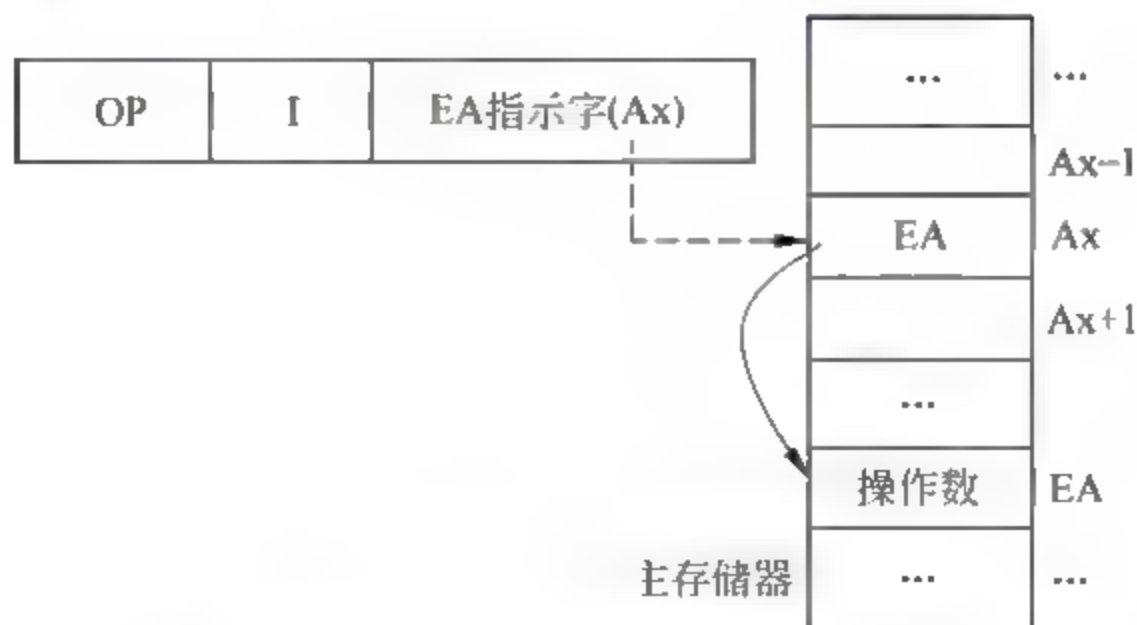 OP I EA指示字(Ax)
… …
Ax-1
EA Ax
Ax+1
…
操作数 EA
主存储器 … …